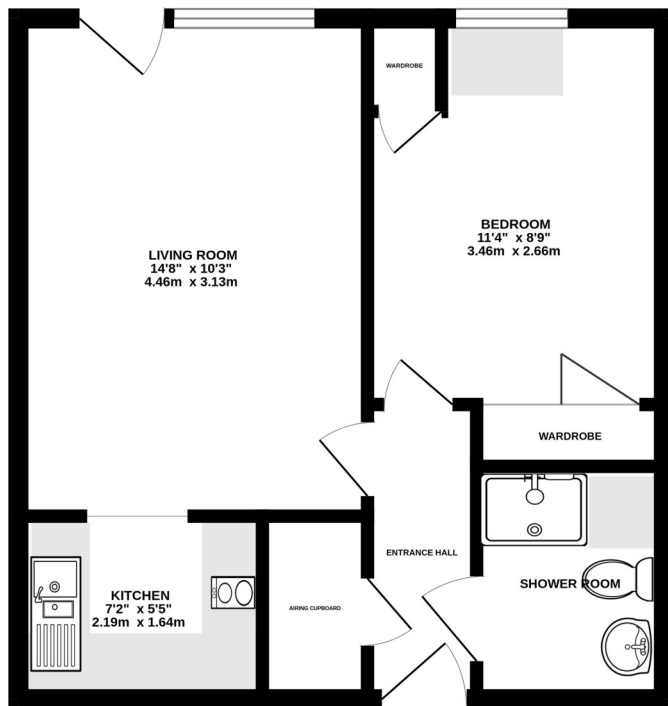 WARDROBE
BEDROOM
11'4" x 8'9"
3.46m x 2.66m
LIVING ROOM
14'8" x 10'3"
4.46m x 3.13m
WARDROBE
ENTRANCE HALL
SHOWER ROOM
KITCHEN
7'2" x 5'5"
2.19m x 1.64m
AIRING CUPBOARD